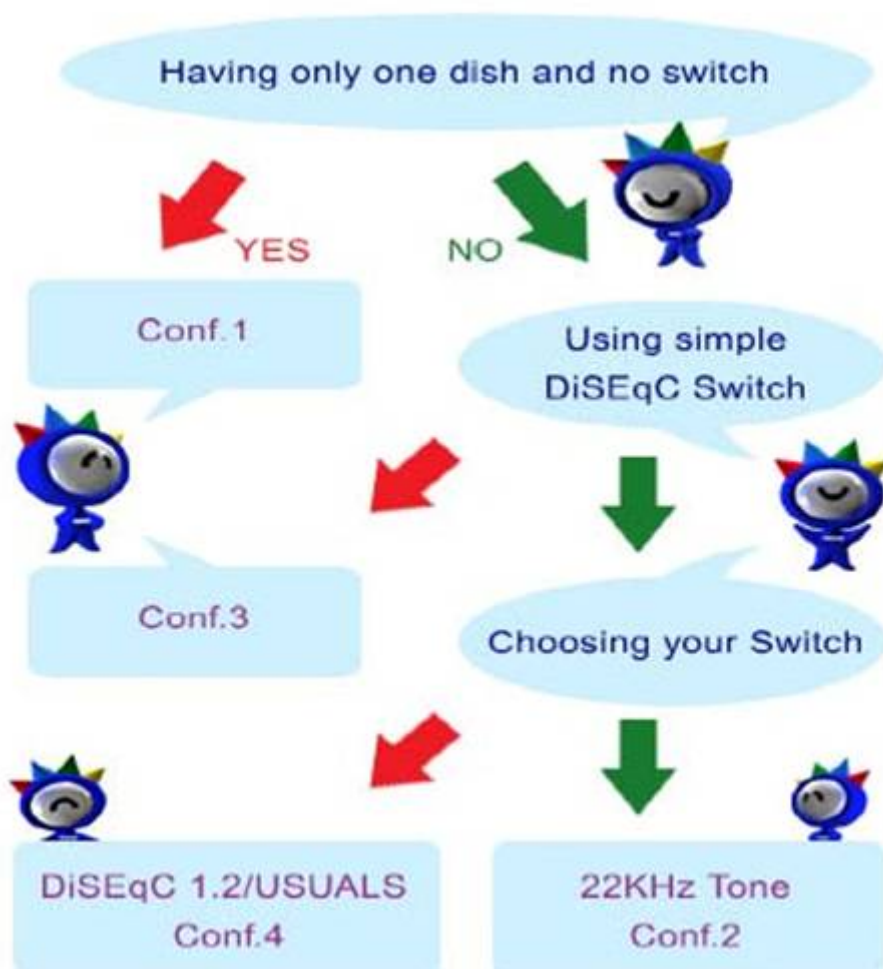 Having only one dish and no switch
YES
NO
Conf.1
Using simple
DiSEqC Switch
Conf.3
Choosing your Switch
DiSEqC 1.2/USUALS
Conf.4
22KHz Tone
Conf.2